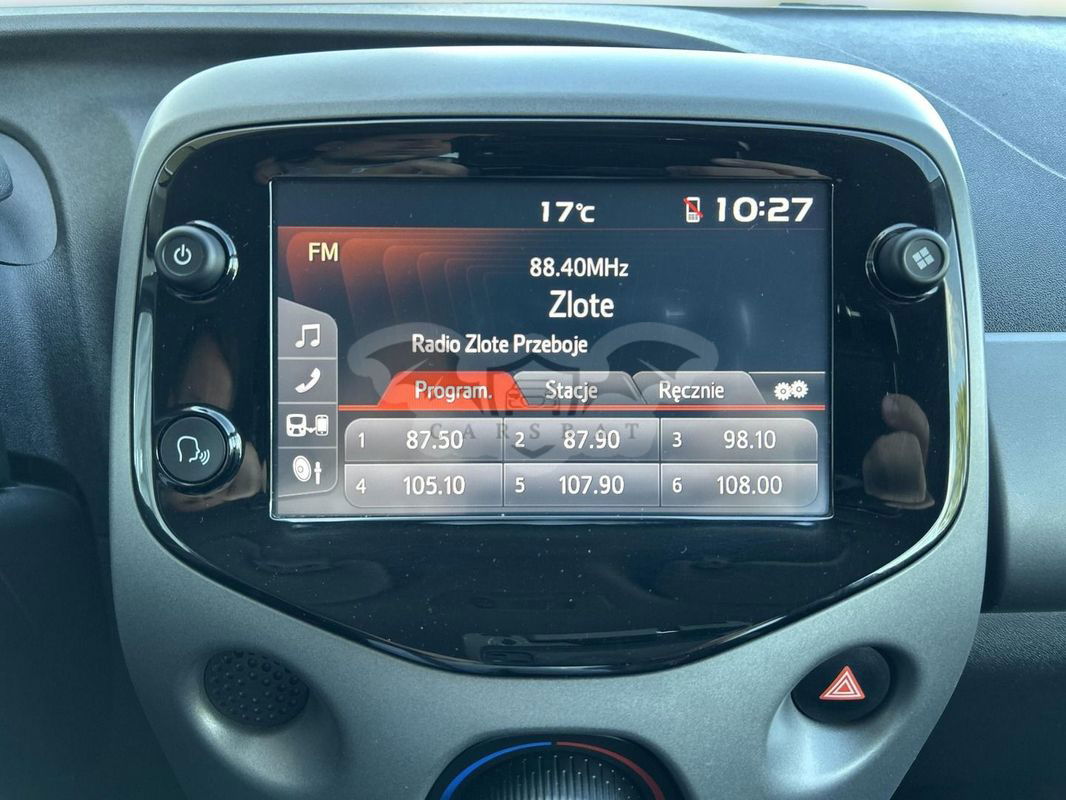 17°C 10:27
FM
88.40MHz
Zlote
Radio Zlote Przeboje
Program. Stacje Ręcznie
CARSBAT
1 87.50 2 87.90 3 98.10
4 105.10 5 107.90 6 108.00